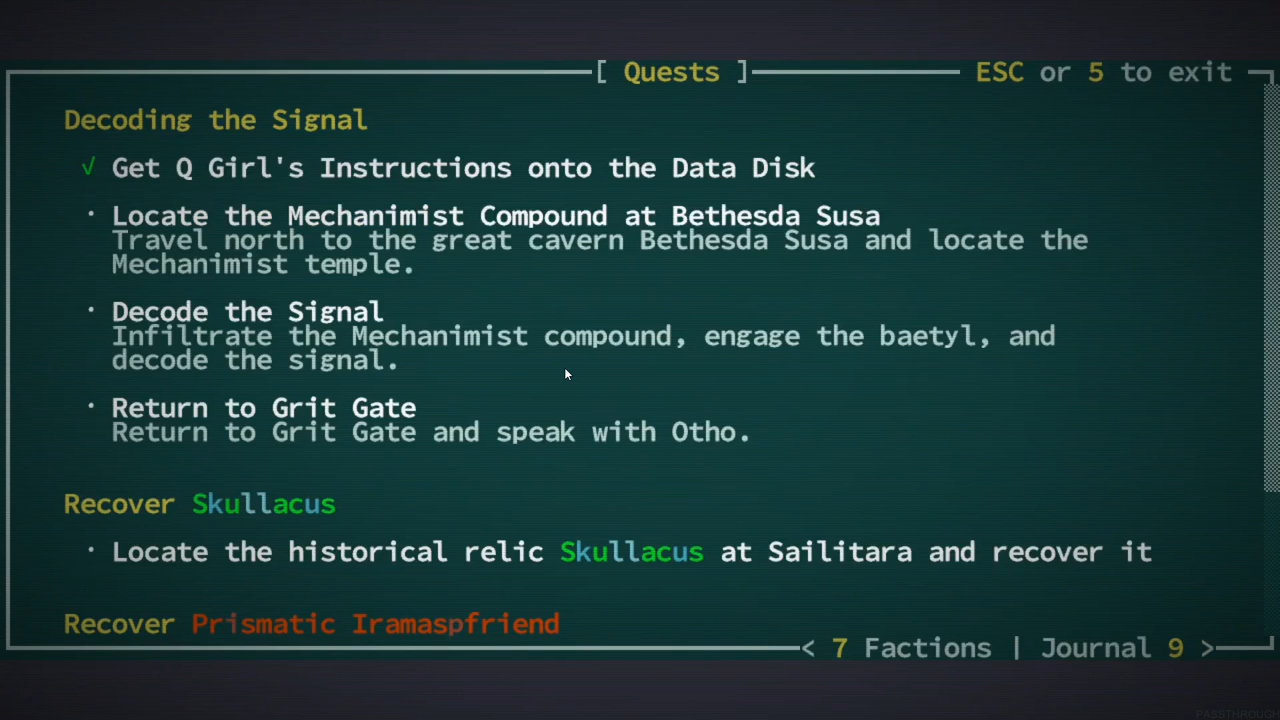 [ Quests ] ESC or 5 to exit
Decoding the Signal
√ Get Q Girl's Instructions onto the Data Disk
· Locate the Mechanimist Compound at Bethesda Susa
Travel north to the great cavern Bethesda Susa and locate the
Mechanimist temple.
· Decode the Signal
Infiltrate the Mechanimist compound, engage the baetyl, and
decode the signal.
· Return to Grit Gate
Return to Grit Gate and speak with Otho.
Recover Skullacus
· Locate the historical relic Skullacus at Sailitara and recover it
Recover Prismatic Iramaspfriend
< 7 Factions | Journal 9 >